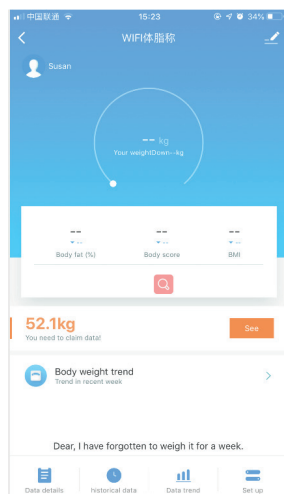 中国联通 15:23 34%
WIFI体脂称
Susan
-- kg
Your weightDown--kg
-- -- --
-- -- --
Body fat (%) Body score BMI
52.1kg
You need to claim data!
See
Body weight trend
Trend in recent week
Dear, I have forgotten to weigh it for a week.
Data details historical data Data trend Set up